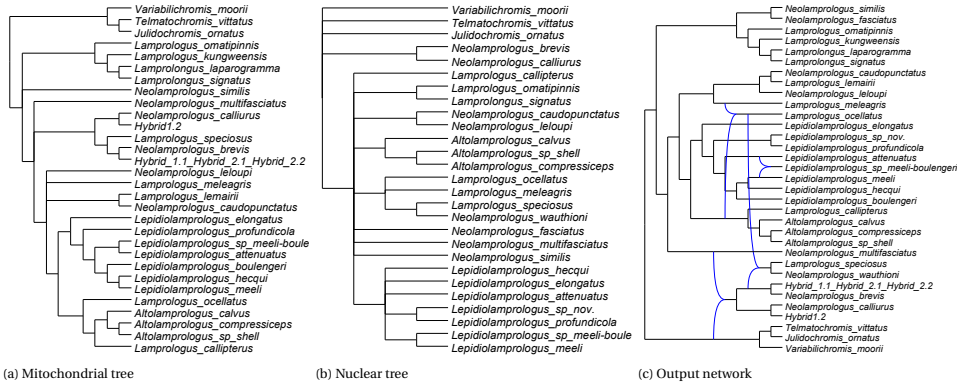 Variabilichromis_moorii
Telmatochromis_vittatus
Julidochromis_ornatus
Lamprologus_omatipinnis
Lamprologus_kungweensis
Lamprolongus_laparogramma
Lamprolongus_signatus
Neolamprologus_similis
Neolamprologus_multifasciatus
Neolamprologus_calliurus
Hybrid1.2
Lamprologus_speciosus
Neolamprologus_brevis
Hybrid_1.1_Hybrid_2.1_Hybrid_2.2
Neolamprologus_leloupi
Lamprologus_meleagris
Lamprologus_lemairii
Neolamprologus_caudopunctatus
Lepidiolamprologus_elongatus
Lepidiolamprologus_profundicola
Lepidiolamprologus_sp_meeli-boule
Lepidiolamprologus_attenuatus
Lepidiolamprologus_boulengeri
Lepidiolamprologus_hecqui
Lepidiolamprologus_meeli
Lamprologus_ocellatus
Altolamprologus_calvus
Altolamprologus_compressiceps
Altolamprologus_sp_shell
Lamprologus_callipterus
(a) Mitochondrial tree
Variabilichromis_moorii
Telmatochromis_vittatus
Julidochromis_ornatus
Neolamprologus_brevis
Neolamprologus_calliurus
Lamprologus_callipterus
Lamprologus_omatipinnis
Lamprolongus_signatus
Neolamprologus_caudopunctatus
Neolamprologus_leloupi
Altolamprologus_calvus
Altolamprologus_sp_shell
Altolamprologus_compressiceps
Lamprologus_ocellatus
Lamprologus_meleagris
Lamprologus_speciosus
Neolamprologus_wauthioni
Neolamprologus_fasciatus
Neolamprologus_multifasciatus
Neolamprologus_similis
Lepidiolamprologus_hecqui
Lepidiolamprologus_elongatus
Lepidiolamprologus_attenuatus
Lepidiolamprologus_sp_nov.
Lepidiolamprologus_profundicola
Lepidiolamprologus_sp_meeli-boule
Lepidiolamprologus_meeli
(b) Nuclear tree
Neolamprologus_similis
Neolamprologus_fasciatus
Lamprologus_omatipinnis
Lamprologus_kungweensis
Lamprolongus_laparogramma
Lamprolongus_signatus
Neolamprologus_caudopunctatus
Lamprologus_lemairii
Neolamprologus_leloupi
Lamprologus_meleagris
Lamprologus_ocellatus
Lepidiolamprologus_elongatus
Lepidiolamprologus_sp_nov.
Lepidiolamprologus_profundicola
Lepidiolamprologus_attenuatus
Lepidiolamprologus_sp_meeli-boulengeri
Lepidiolamprologus_meeli
Lepidiolamprologus_hecqui
Lepidiolamprologus_boulengeri
Lamprologus_callipterus
Altolamprologus_calvus
Altolamprologus_compressiceps
Altolamprologus_sp_shell
Neolamprologus_multifasciatus
Lamprologus_speciosus
Neolamprologus_wauthioni
Hybrid_1.1_Hybrid_2.1_Hybrid_2.2
Neolamprologus_brevis
Neolamprologus_calliurus
Hybrid1.2
Telmatochromis_vittatus
Julidochromis_ornatus
Variabilichromis_moorii
(c) Output network